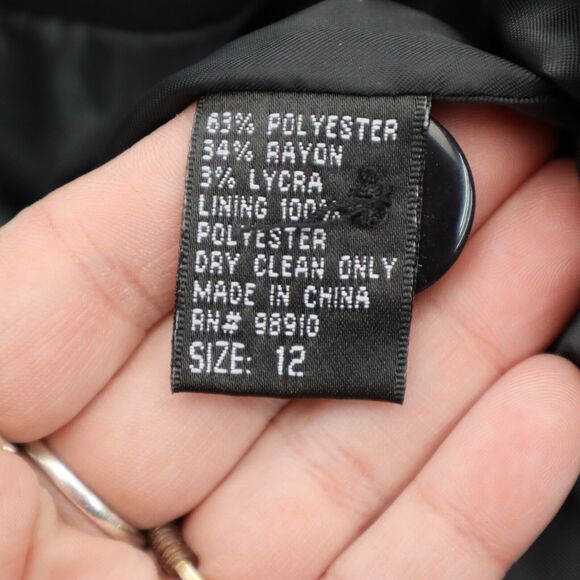 63% POLYESTER
34% RAYON
3% LYCRA
LINING 100%
POLYESTER
DRY CLEAN ONLY
MADE IN CHINA
RN# 98910
SIZE: 12